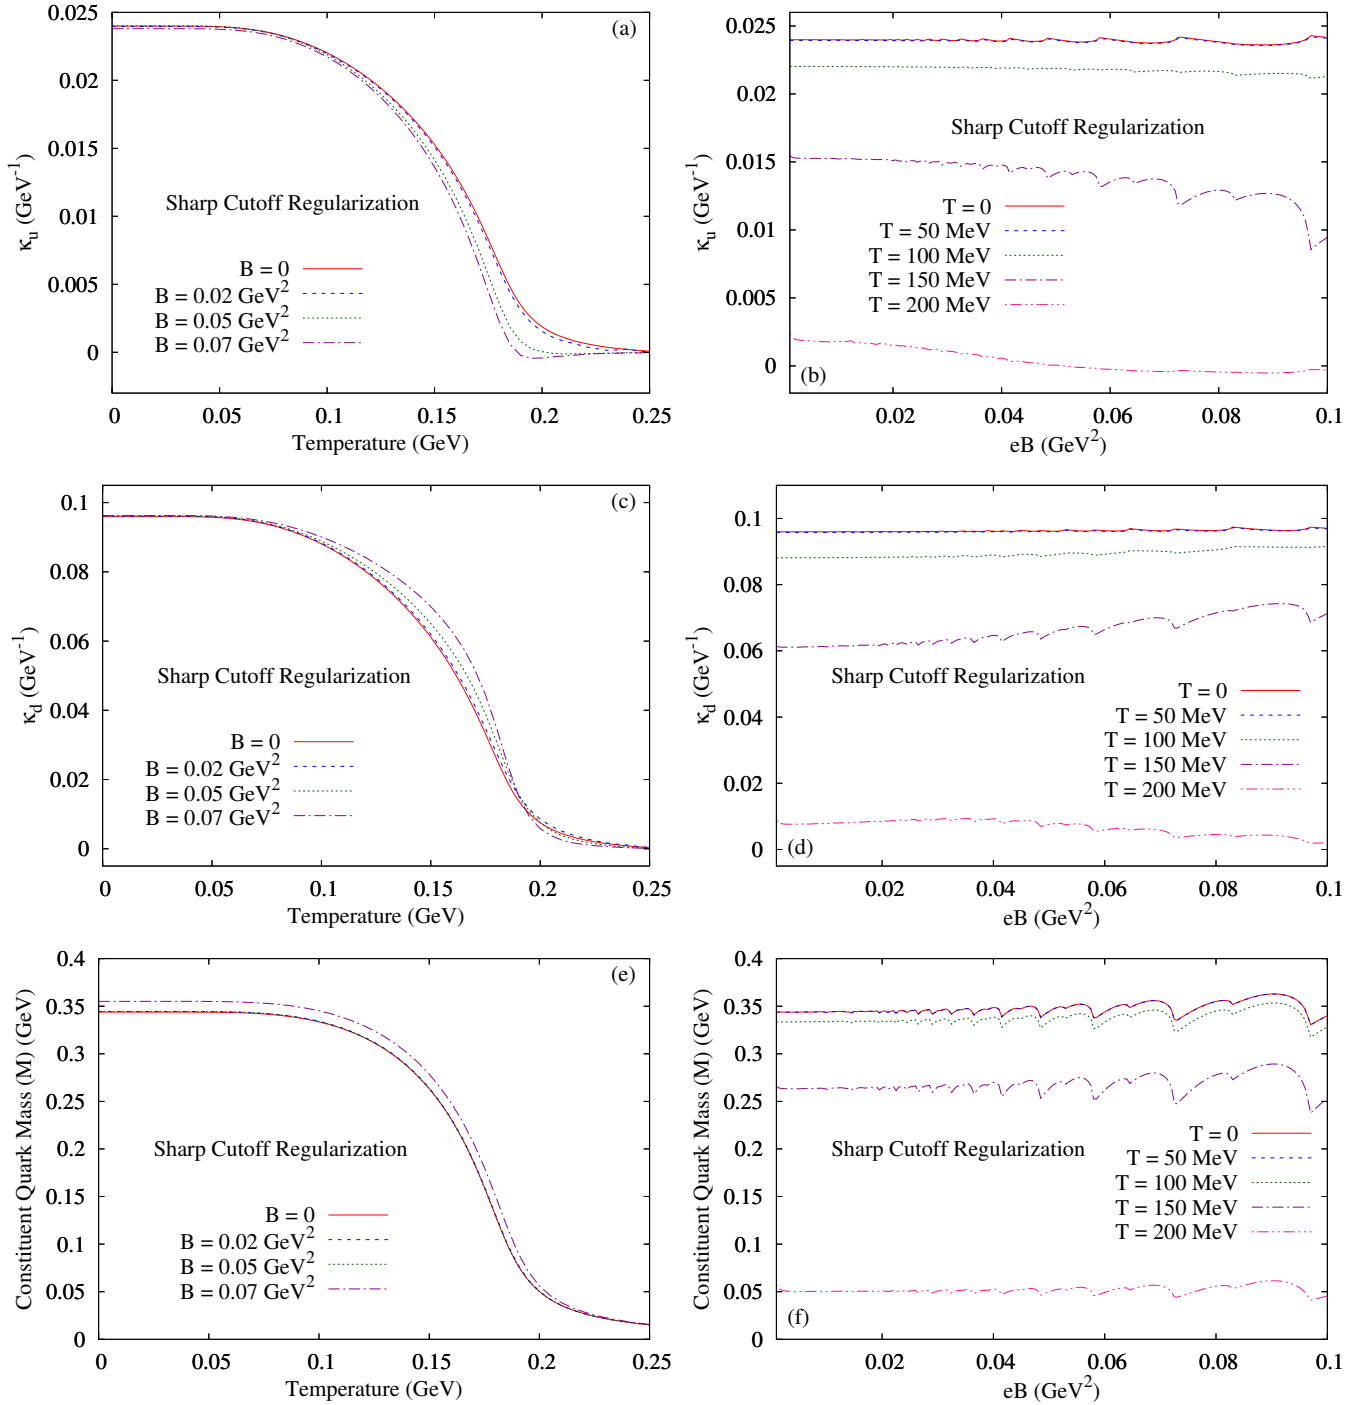 (a)
0.025
0.02
0.015
0.01
0.005
0
κu (GeV-1)
Sharp Cutoff Regularization
B = 0
B = 0.02 GeV2
B = 0.05 GeV2
B = 0.07 GeV2
0 0.05 0.1 0.15 0.2 0.25
Temperature (GeV)
0.025
0.02
0.015
0.01
0.005
0
κu (GeV-1)
Sharp Cutoff Regularization
T = 0
T = 50 MeV
T = 100 MeV
T = 150 MeV
T = 200 MeV
(b)
0.02 0.04 0.06 0.08 0.1
eB (GeV2)
(c)
0.1
0.08
0.06
0.04
0.02
0
κd (GeV-1)
Sharp Cutoff Regularization
B = 0
B = 0.02 GeV2
B = 0.05 GeV2
B = 0.07 GeV2
0 0.05 0.1 0.15 0.2 0.25
Temperature (GeV)
0.1
0.08
0.06
0.04
0.02
0
κd (GeV-1)
Sharp Cutoff Regularization
T = 0
T = 50 MeV
T = 100 MeV
T = 150 MeV
T = 200 MeV
(d)
0.02 0.04 0.06 0.08 0.1
eB (GeV2)
(e)
0.4
0.35
0.3
0.25
0.2
0.15
0.1
0.05
0
Constituent Quark Mass (M) (GeV)
Sharp Cutoff Regularization
B = 0
B = 0.02 GeV2
B = 0.05 GeV2
B = 0.07 GeV2
0 0.05 0.1 0.15 0.2 0.25
Temperature (GeV)
0.4
0.35
0.3
0.25
0.2
0.15
0.1
0.05
0
Constituent Quark Mass (M) (GeV)
Sharp Cutoff Regularization
T = 0
T = 50 MeV
T = 100 MeV
T = 150 MeV
T = 200 MeV
(f)
0.02 0.04 0.06 0.08 0.1
eB (GeV2)